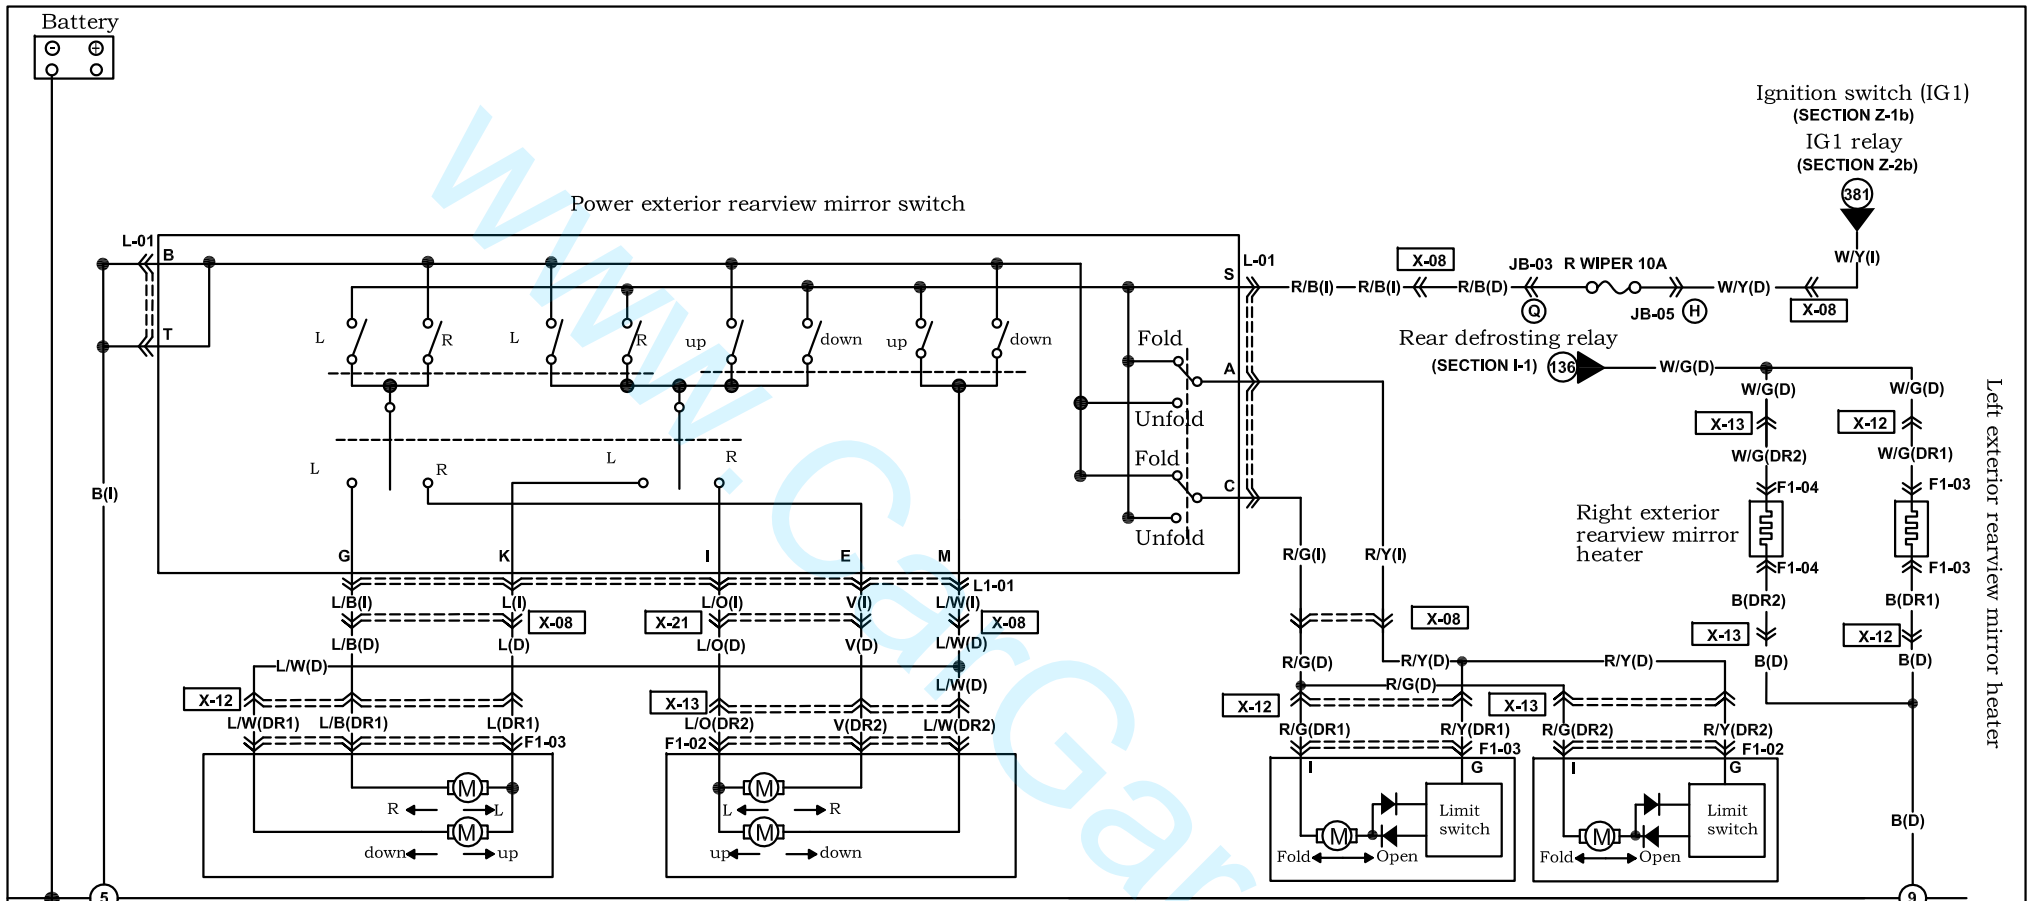 Battery
Ignition switch (IG1)
(SECTION Z-1b)
IG1 relay
(SECTION Z-2b)
381
W/Y(I)
Power exterior rearview mirror switch
L-01
B
T
S
L-01
R/B(I)
R/B(I)
X-08
R/B(D)
JB-03
R WIPER 10A
Q
JB-05
H
W/Y(D)
X-08
L
R
L
R
up
down
up
down
Fold
A
Unfold
Fold
C
Unfold
Rear defrosting relay
(SECTION I-1)
136
W/G(D)
W/G(D)
W/G(D)
X-13
X-12
W/G(DR2)
W/G(DR1)
F1-04
F1-03
Right exterior
rearview mirror
heater
F1-04
F1-03
B(DR2)
B(DR1)
X-13
X-12
B(D)
B(D)
B(D)
Left exterior rearview mirror heater
L
R
L
R
B(I)
G
K
I
E
M
L1-01
L/B(I)
L(I)
L/O(I)
V(I)
L/W(I)
X-08
X-21
X-08
L/B(D)
L(D)
L/O(D)
V(D)
L/W(D)
L/W(D)
L/W(D)
X-12
X-13
L/W(DR1)
L/B(DR1)
L(DR1)
L/O(DR2)
V(DR2)
L/W(DR2)
F1-03
F1-02
M
R
L
M
down
up
M
L
R
M
up
down
R/G(I)
R/Y(I)
X-08
R/G(D)
R/Y(D)
R/Y(D)
R/G(D)
X-12
X-13
R/G(DR1)
R/Y(DR1)
R/G(DR2)
R/Y(DR2)
F1-03
F1-02
I
G
I
G
Limit
switch
M
Fold
Open
Limit
switch
M
Fold
Open
5
9
www.CarGar